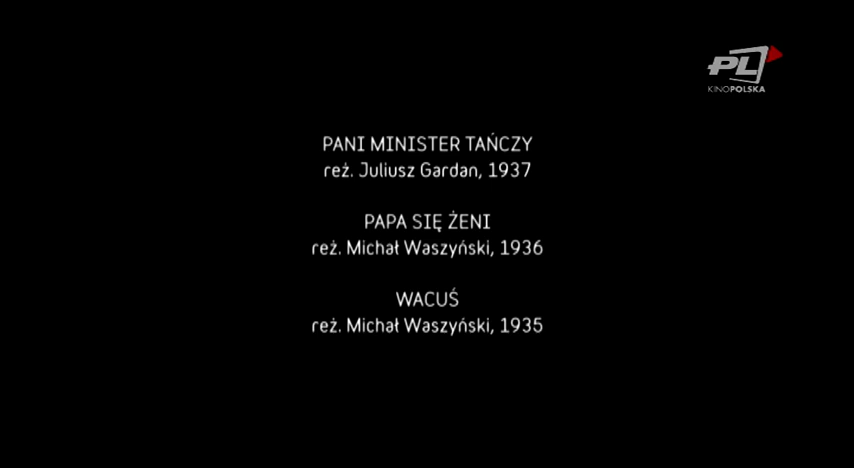 PL
KINOPOLSKA
PANI MINISTER TAŃCZY
reż. Juliusz Gardan, 1937
PAPA SIĘ ŻENI
reż. Michał Waszyński, 1936
WACUŚ
reż. Michał Waszyński, 1935